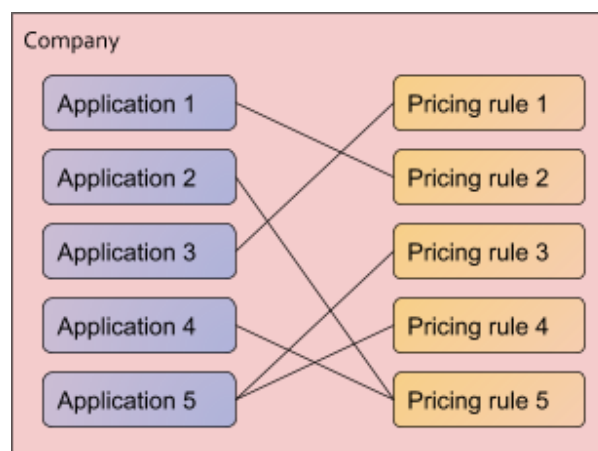 Company
Application 1
Pricing rule 1
Application 2
Pricing rule 2
Application 3
Pricing rule 3
Application 4
Pricing rule 4
Application 5
Pricing rule 5